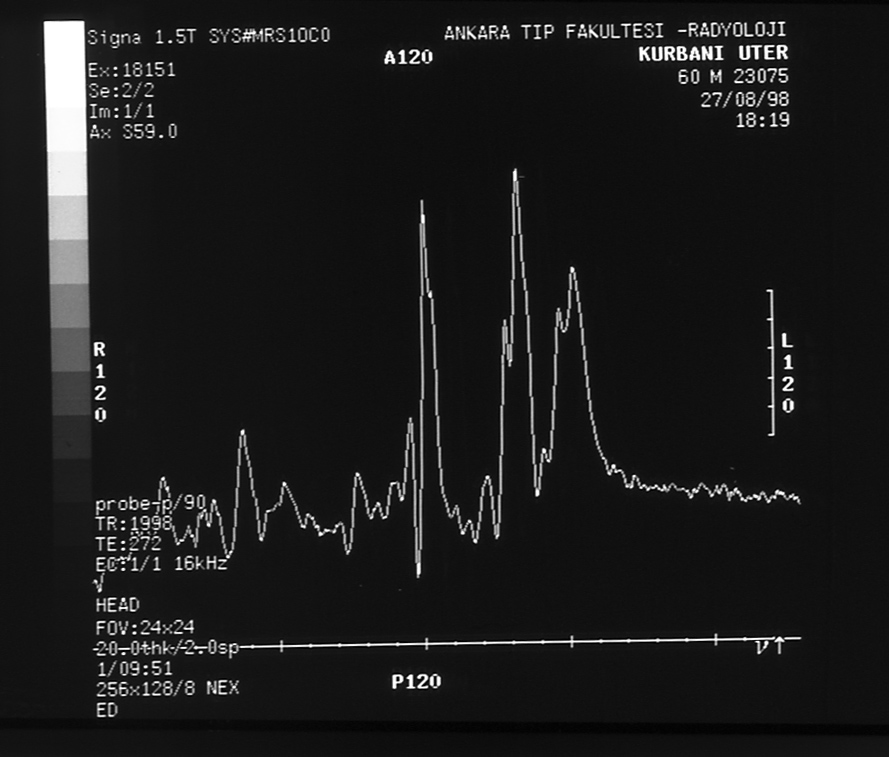 Signa 1.5T SYS#MRS10C0
Ex:18151
Se:2/2
Im:1/1
Ax S59.0
A120
ANKARA TIP FAKULTESI -RADYOLOJI
KURBANI UTER
60 M 23075
27/08/98
18:19
R
1
2
0
L
1
2
0
probe-p/90
TR:1998
TE:272
EC:1/1 16kHz
HEAD
FOV:24x24
20.0thk/2.0sp
1/09:51
256x128/8 NEX
ED
P120
ν↑